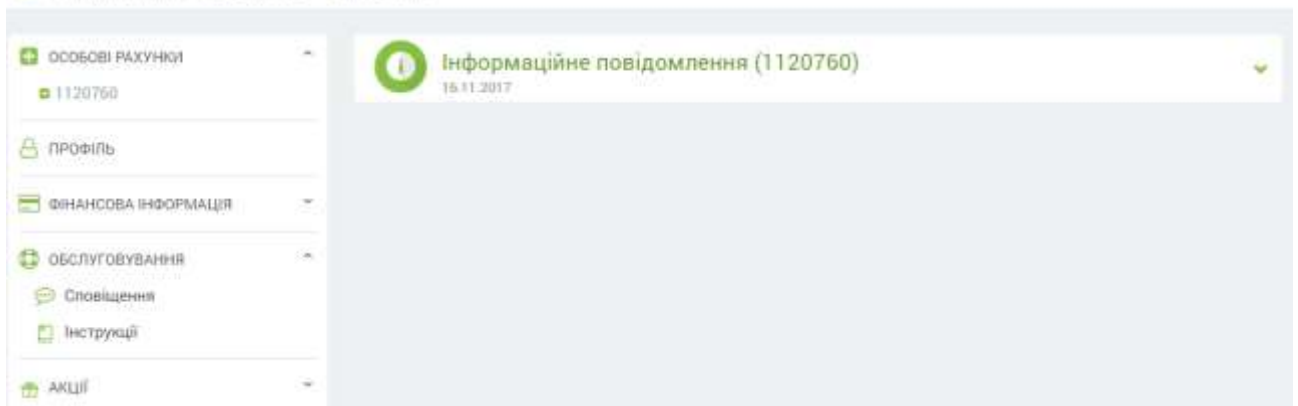 ОСОБОВІ РАХУНКИ
1120760
ПРОФІЛЬ
ФІНАНСОВА ІНФОРМАЦІЯ
ОБСЛУГОВУВАННЯ
Сповіщення
Інструкції
АКЦІЇ
Інформаційне повідомлення (1120760)
16.11.2017